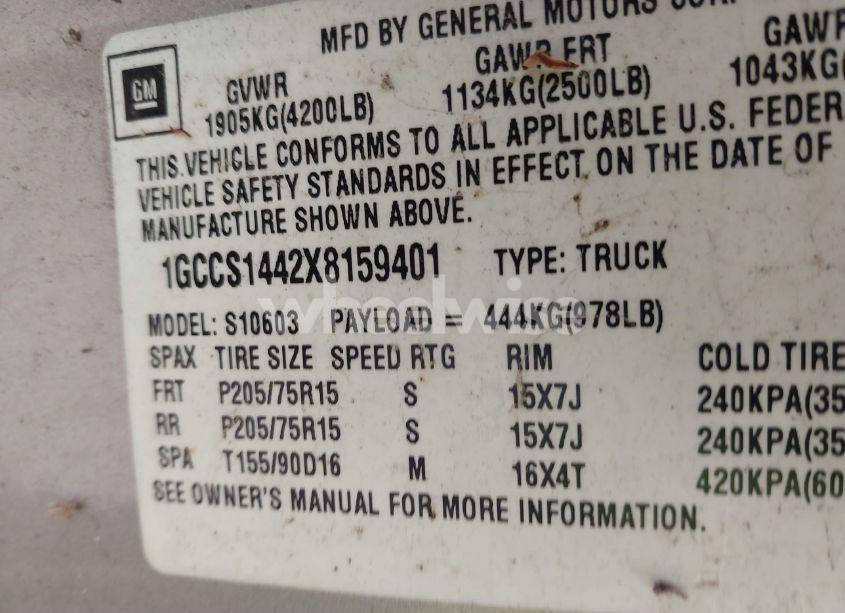 MFD BY GENERAL MOTORS CORP
GM
GVWR GAWR FRT GAWR
1905KG(4200LB) 1134KG(2500LB) 1043KG(
THIS VEHICLE CONFORMS TO ALL APPLICABLE U.S. FEDER
VEHICLE SAFETY STANDARDS IN EFFECT ON THE DATE OF
MANUFACTURE SHOWN ABOVE.
1GCCS1442X8159401 TYPE: TRUCK
MODEL: S10603 PAYLOAD = 444KG(978LB)
SPAX TIRE SIZE SPEED RTG RIM COLD TIRE
FRT P205/75R15 S 15X7J 240KPA(35
RR P205/75R15 S 15X7J 240KPA(35
SPA T155/90D16 M 16X4T 420KPA(60
SEE OWNER'S MANUAL FOR MORE INFORMATION.